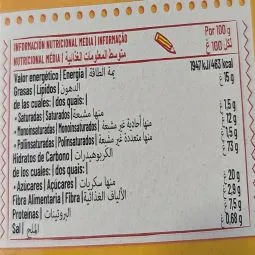 INFORMACIÓN NUTRICIONAL MEDIA | INFORMAÇÃO
NUTRICIONAL MÉDIA | متوسط المعلومات الغذائية
Por 100 g
لكل 100 غ
Valor energético | Energia | مة الطاقة
1947 kJ/463 kcal
Grasas | Lípidos | الدهون
15 g
de las cuales: | dos quais: |
• Saturadas | Saturados | منها مشبعة
1,5 g
• Monoinsaturadas | Monoinsaturados | منها أحادية غير مشبعة
12 g
• Poliinsaturadas | Polinsaturados | منها متعددة غير مشبعة
1,5 g
Hidratos de Carbono | الكربوهيدرات
73 g
de los cuales: | dos quais: |
• Azúcares | Açúcares | منها سكريات
20 g
Fibra Alimentaria | Fibra | الألياف الغذائية
2,9 g
Proteínas | البروتينات
7,5 g
Sal | الملح
0,68 g